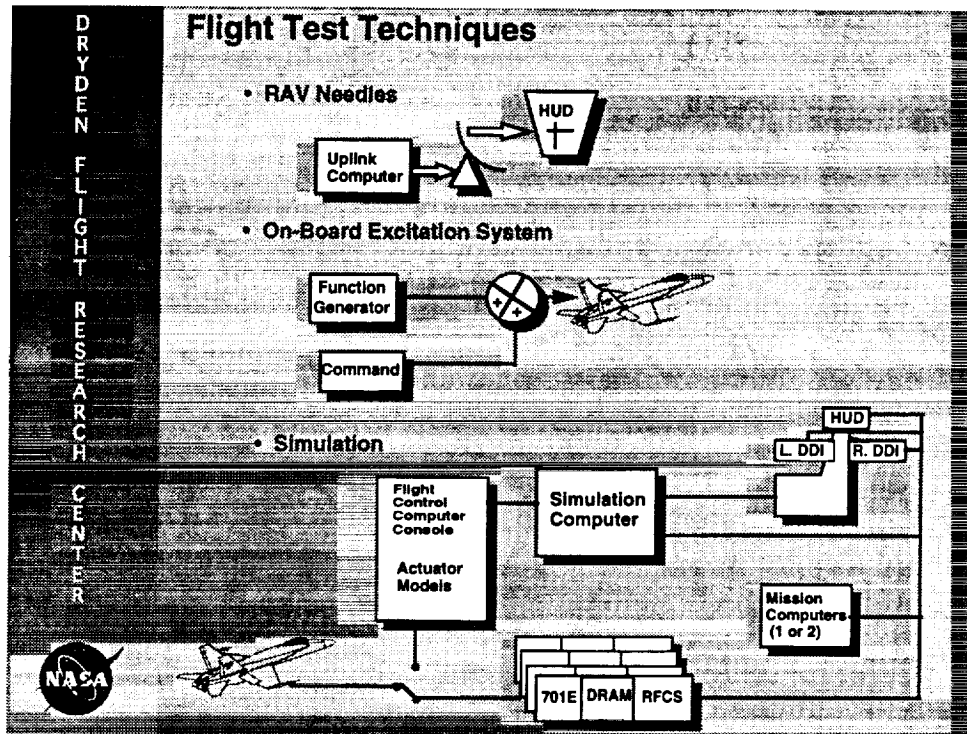 DRYDEN FLIGHT RESEARCH CENTER
Flight Test Techniques
• RAV Needles
HUD
Uplink
Computer
• On-Board Excitation System
Function
Generator
+
+
Command
• Simulation
HUD
L. DDI
R. DDI
Flight
Control
Computer
Console
Actuator
Models
Simulation
Computer
Mission
Computers
(1 or 2)
701E
DRAM
RFCS
NASA